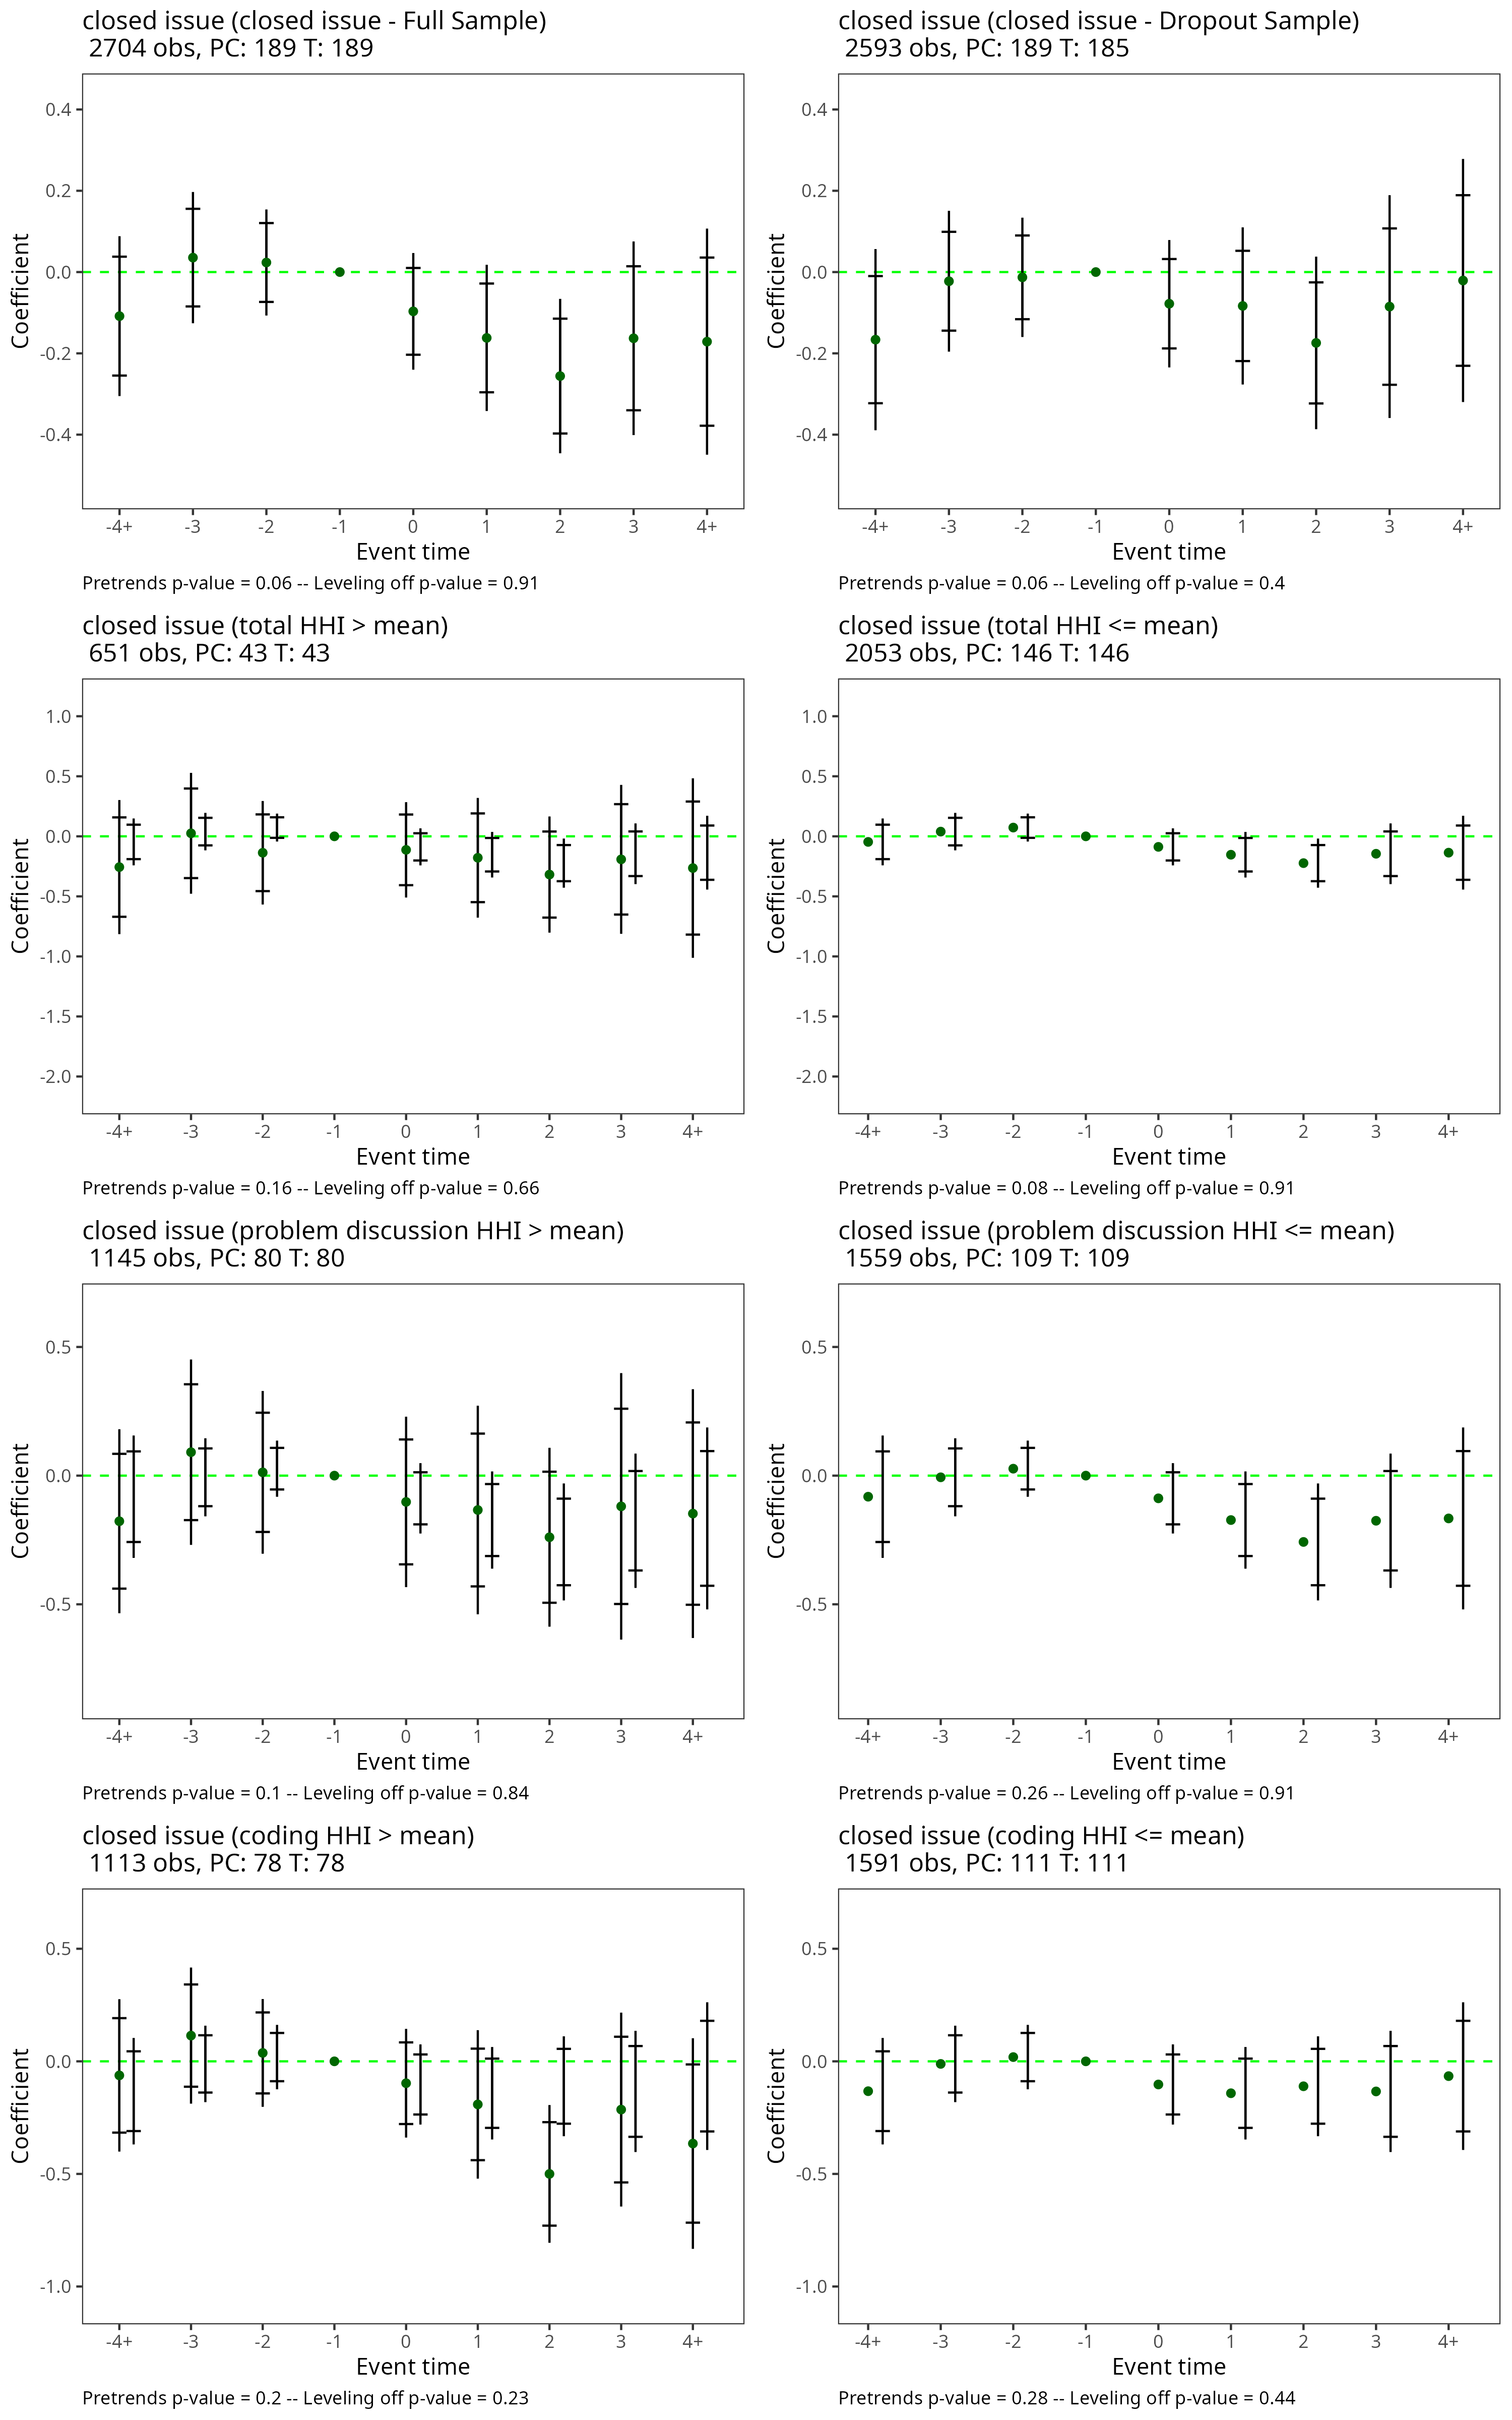 closed issue (closed issue - Full Sample)
2704 obs, PC: 189 T: 189
0.4
0.2
0.0
-0.2
-0.4
Coefficient
-4+ -3 -2 -1 0 1 2 3 4+
Event time
Pretrends p-value = 0.06 -- Leveling off p-value = 0.91
closed issue (closed issue - Dropout Sample)
2593 obs, PC: 189 T: 185
0.4
0.2
0.0
-0.2
-0.4
Coefficient
-4+ -3 -2 -1 0 1 2 3 4+
Event time
Pretrends p-value = 0.06 -- Leveling off p-value = 0.4
closed issue (total HHI > mean)
651 obs, PC: 43 T: 43
1.0
0.5
0.0
-0.5
-1.0
-1.5
-2.0
Coefficient
-4+ -3 -2 -1 0 1 2 3 4+
Event time
Pretrends p-value = 0.16 -- Leveling off p-value = 0.66
closed issue (total HHI <= mean)
2053 obs, PC: 146 T: 146
1.0
0.5
0.0
-0.5
-1.0
-1.5
-2.0
Coefficient
-4+ -3 -2 -1 0 1 2 3 4+
Event time
Pretrends p-value = 0.08 -- Leveling off p-value = 0.91
closed issue (problem discussion HHI > mean)
1145 obs, PC: 80 T: 80
0.5
0.0
-0.5
Coefficient
-4+ -3 -2 -1 0 1 2 3 4+
Event time
Pretrends p-value = 0.1 -- Leveling off p-value = 0.84
closed issue (problem discussion HHI <= mean)
1559 obs, PC: 109 T: 109
0.5
0.0
-0.5
Coefficient
-4+ -3 -2 -1 0 1 2 3 4+
Event time
Pretrends p-value = 0.26 -- Leveling off p-value = 0.91
closed issue (coding HHI > mean)
1113 obs, PC: 78 T: 78
0.5
0.0
-0.5
-1.0
Coefficient
-4+ -3 -2 -1 0 1 2 3 4+
Event time
Pretrends p-value = 0.2 -- Leveling off p-value = 0.23
closed issue (coding HHI <= mean)
1591 obs, PC: 111 T: 111
0.5
0.0
-0.5
-1.0
Coefficient
-4+ -3 -2 -1 0 1 2 3 4+
Event time
Pretrends p-value = 0.28 -- Leveling off p-value = 0.44